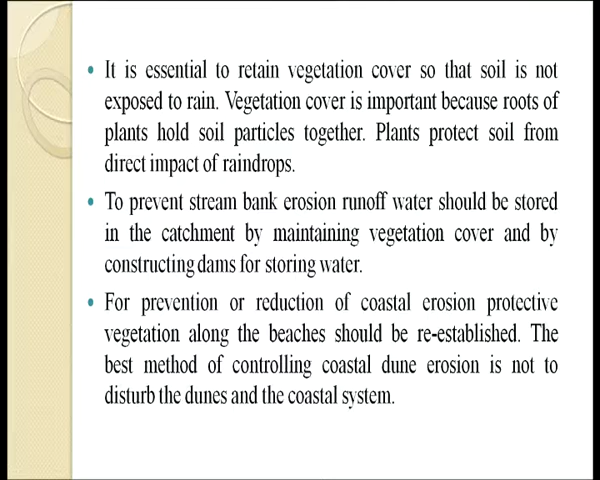 • It is essential to retain vegetation cover so that soil is not
exposed to rain. Vegetation cover is important because roots of
plants hold soil particles together. Plants protect soil from
direct impact of raindrops.
• To prevent stream bank erosion runoff water should be stored
in the catchment by maintaining vegetation cover and by
constructing dams for storing water.
• For prevention or reduction of coastal erosion protective
vegetation along the beaches should be re-established. The
best method of controlling coastal dune erosion is not to
disturb the dunes and the coastal system.